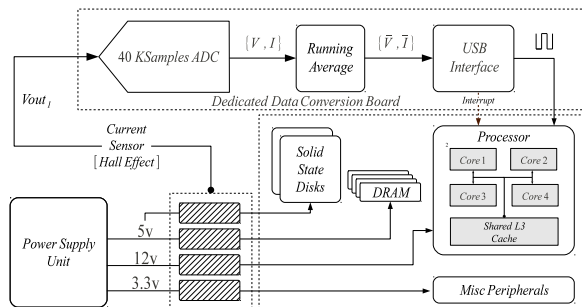 40 KSamples ADC
{V , I}
Running
Average
{V̅, I̅}
USB
Interface
Dedicated Data Conversion Board
Interrupt
Vout₁
Current
Sensor
[Hall Effect]
Solid
State
Disks
DRAM
Processor
2
Core 1
Core 2
Core 3
Core 4
Shared L3
Cache
Power Supply
Unit
5v
12v
3.3v
Misc Peripherals